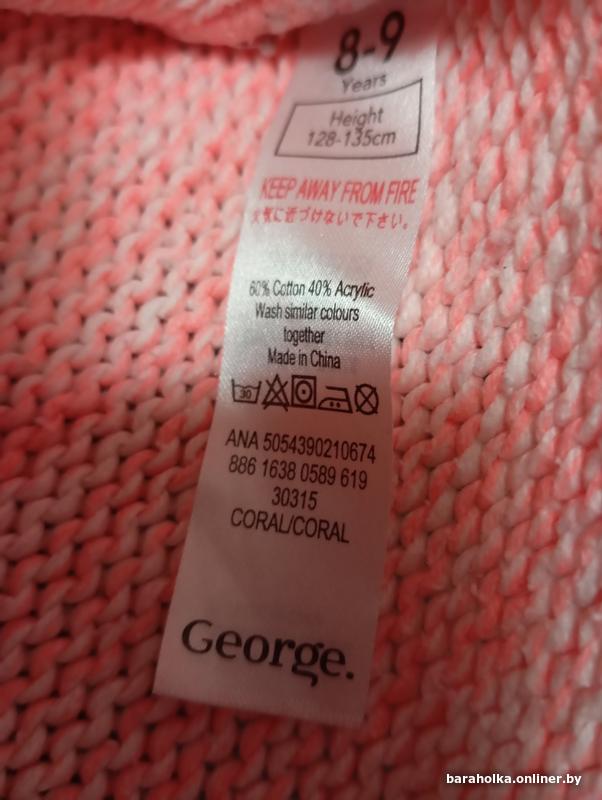 8-9
Years
Height
128-135cm
KEEP AWAY FROM FIRE
火気に近づけないで下さい。
60% Cotton 40% Acrylic
Wash similar colours
together
Made in China
30
ANA 5054390210674
886 1638 0589 619
30315
CORAL/CORAL
George.
baraholka.onliner.by